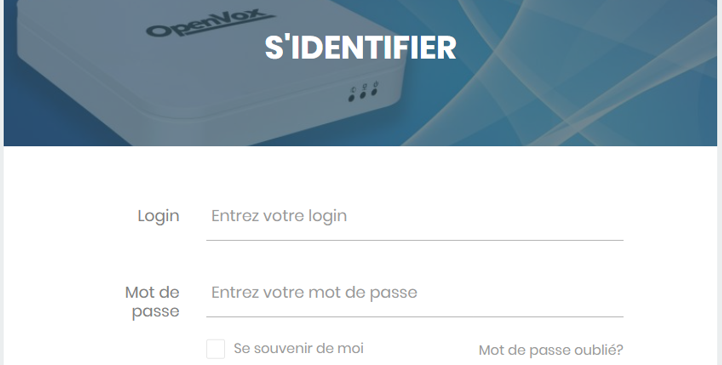 OpenVox
S'IDENTIFIER
Login
Entrez votre login
Mot de
passe
Entrez votre mot de passe
Se souvenir de moi
Mot de passe oublié?